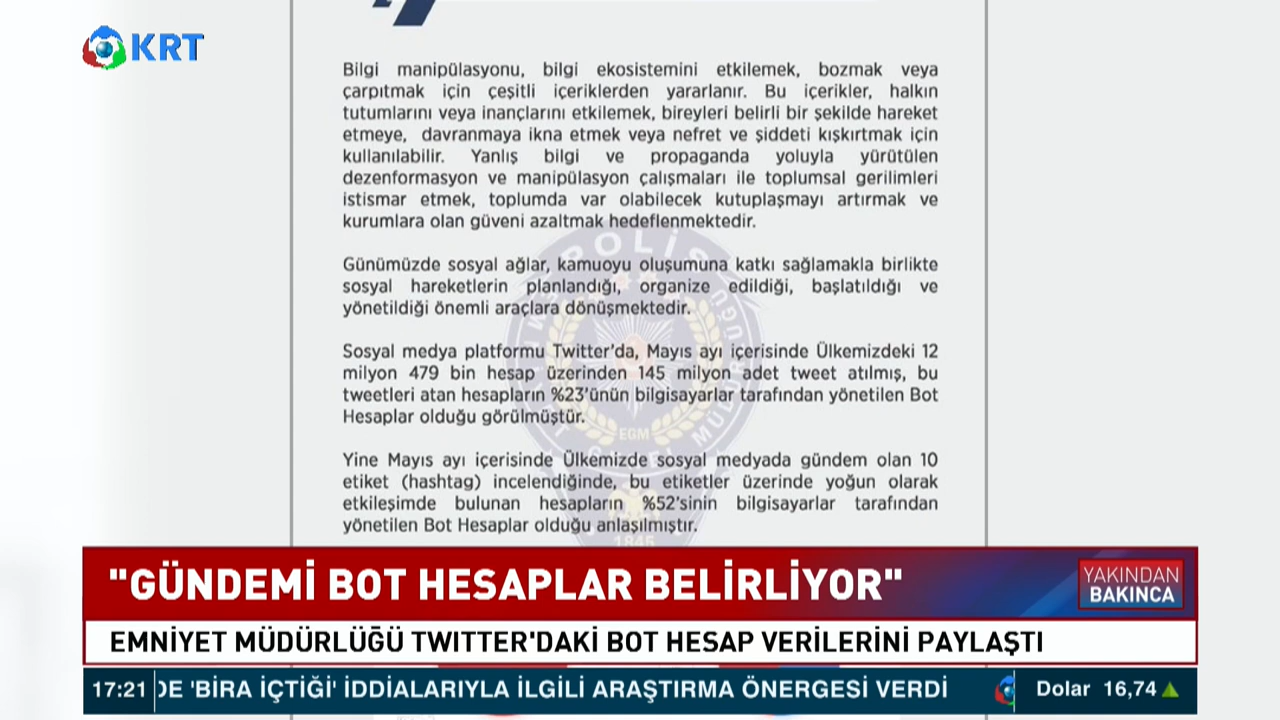 KRT
Bilgi manipülasyonu, bilgi ekosistemini etkilemek, bozmak veya
çarpıtmak için çeşitli içeriklerden yararlanır. Bu içerikler, halkın
tutumlarını veya inançlarını etkilemek, bireyleri belirli bir şekilde hareket
etmeye, davranmaya ikna etmek veya nefret ve şiddeti kışkırtmak için
kullanılabilir. Yanlış bilgi ve propaganda yoluyla yürütülen
dezenformasyon ve manipülasyon çalışmaları ile toplumsal gerilimleri
istismar etmek, toplumda var olabilecek kutuplaşmayı artırmak ve
kurumlara olan güveni azaltmak hedeflenmektedir.
Günümüzde sosyal ağlar, kamuoyu oluşumuna katkı sağlamakla birlikte
sosyal hareketlerin planlandığı, organize edildiği, başlatıldığı ve
yönetildiği önemli araçlara dönüşmektedir.
Sosyal medya platformu Twitter'da, Mayıs ayı içerisinde Ülkemizdeki 12
milyon 479 bin hesap üzerinden 145 milyon adet tweet atılmış, bu
tweetleri atan hesapların %23'ünün bilgisayarlar tarafından yönetilen Bot
Hesaplar olduğu görülmüştür.
Yine Mayıs ayı içerisinde Ülkemizde sosyal medyada gündem olan 10
etiket (hashtag) incelendiğinde, bu etiketler üzerinde yoğun olarak
etkileşimde bulunan hesapların %52'sinin bilgisayarlar tarafından
yönetilen Bot Hesaplar olduğu anlaşılmıştır.
POLİS
EGM
1845
"GÜNDEMİ BOT HESAPLAR BELİRLİYOR"
YAKINDAN
BAKINCA
EMNİYET MÜDÜRLÜĞÜ TWITTER'DAKİ BOT HESAP VERİLERİNİ PAYLAŞTI
17:21 DE 'BİRA İÇTİĞİ' İDDİALARIYLA İLGİLİ ARAŞTIRMA ÖNERGESİ VERDİ Dolar 16,74